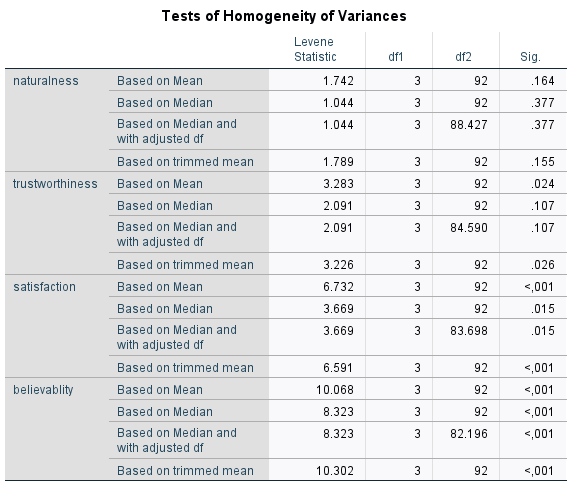 Tests of Homogeneity of Variances
Levene
Statistic df1 df2 Sig.
naturalness Based on Mean 1.742 3 92 .164
Based on Median 1.044 3 92 .377
Based on Median and
with adjusted df 1.044 3 88.427 .377
Based on trimmed mean 1.789 3 92 .155
trustworthiness Based on Mean 3.283 3 92 .024
Based on Median 2.091 3 92 .107
Based on Median and
with adjusted df 2.091 3 84.590 .107
Based on trimmed mean 3.226 3 92 .026
satisfaction Based on Mean 6.732 3 92 <,001
Based on Median 3.669 3 92 .015
Based on Median and
with adjusted df 3.669 3 83.698 .015
Based on trimmed mean 6.591 3 92 <,001
believablity Based on Mean 10.068 3 92 <,001
Based on Median 8.323 3 92 <,001
Based on Median and
with adjusted df 8.323 3 82.196 <,001
Based on trimmed mean 10.302 3 92 <,001